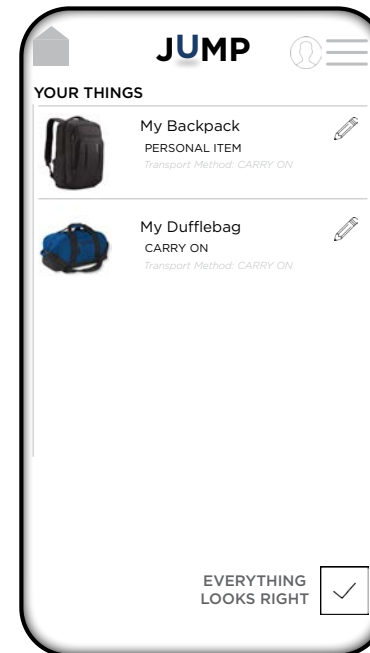 JUMP
YOUR THINGS
My Backpack
PERSONAL ITEM
Transport Method: CARRY ON
My Dufflebag
CARRY ON
Transport Method: CARRY ON
EVERYTHING
LOOKS RIGHT